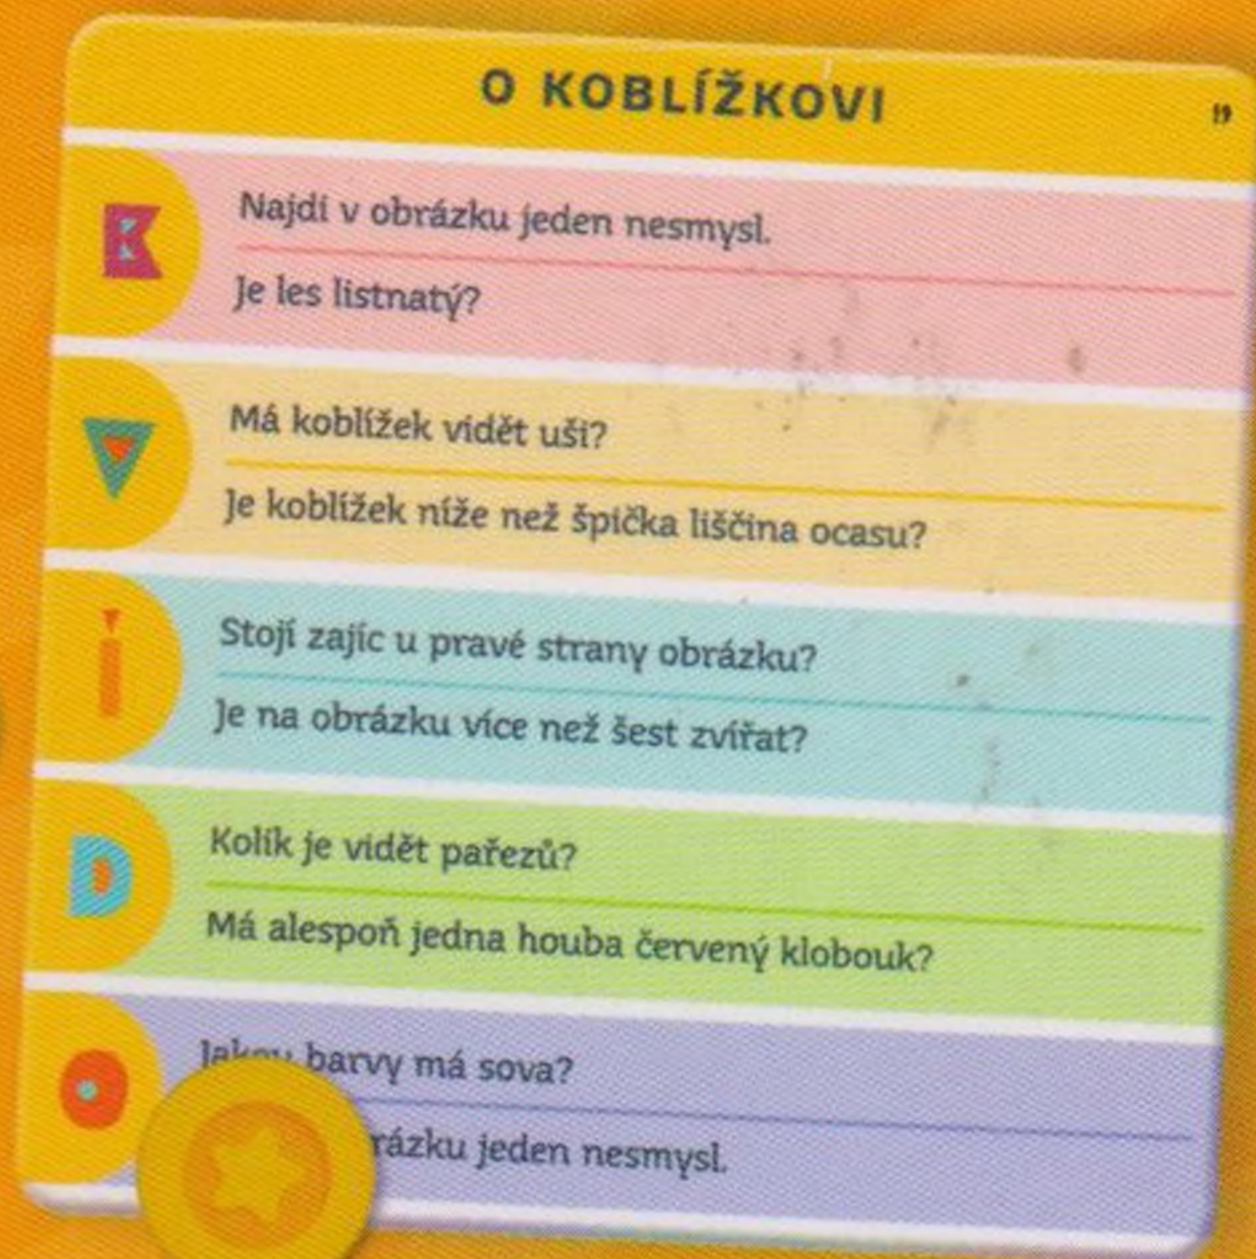 O KOBLÍŽKOVI
K
Najdi v obrázku jeden nesmysl.
Je les listnatý?
V
Má koblížek vidět uši?
Je koblížek níže než špička liščina ocasu?
Í
Stojí zajíc u pravé strany obrázku?
Je na obrázku více než šest zvířat?
D
Kolik je vidět pařezů?
Má alespoň jedna houba červený klobouk?
O
Jakou barvy má sova?
jeden nesmysl.